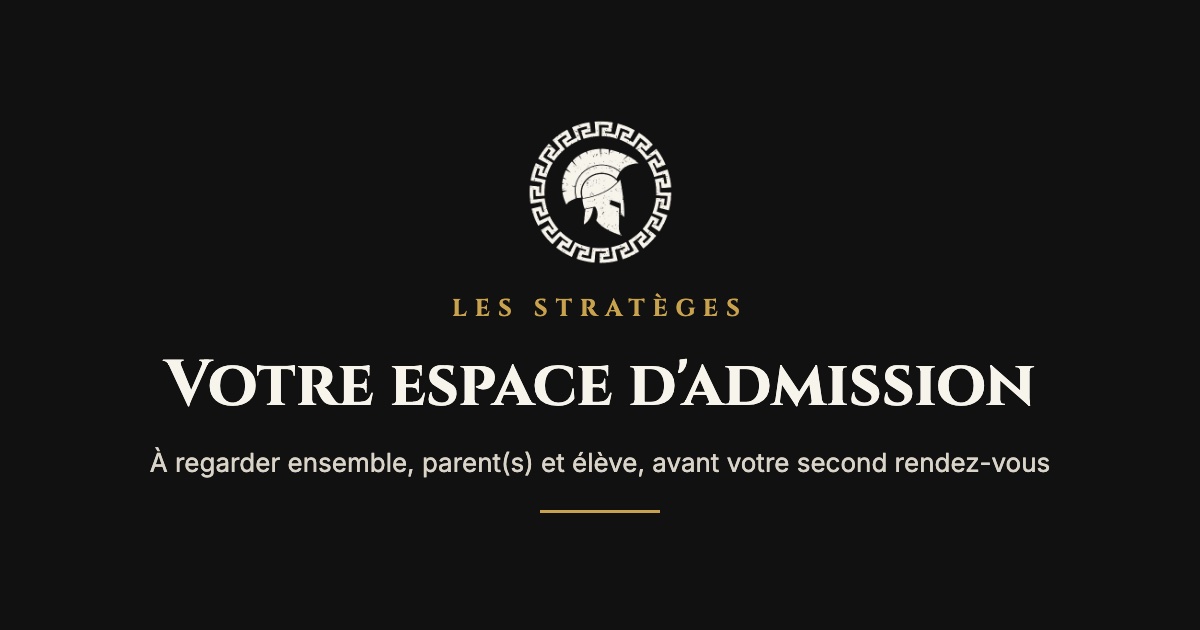 LES STRATÈGES
VOTRE ESPACE D'ADMISSION
À regarder ensemble, parent(s) et élève, avant votre second rendez-vous